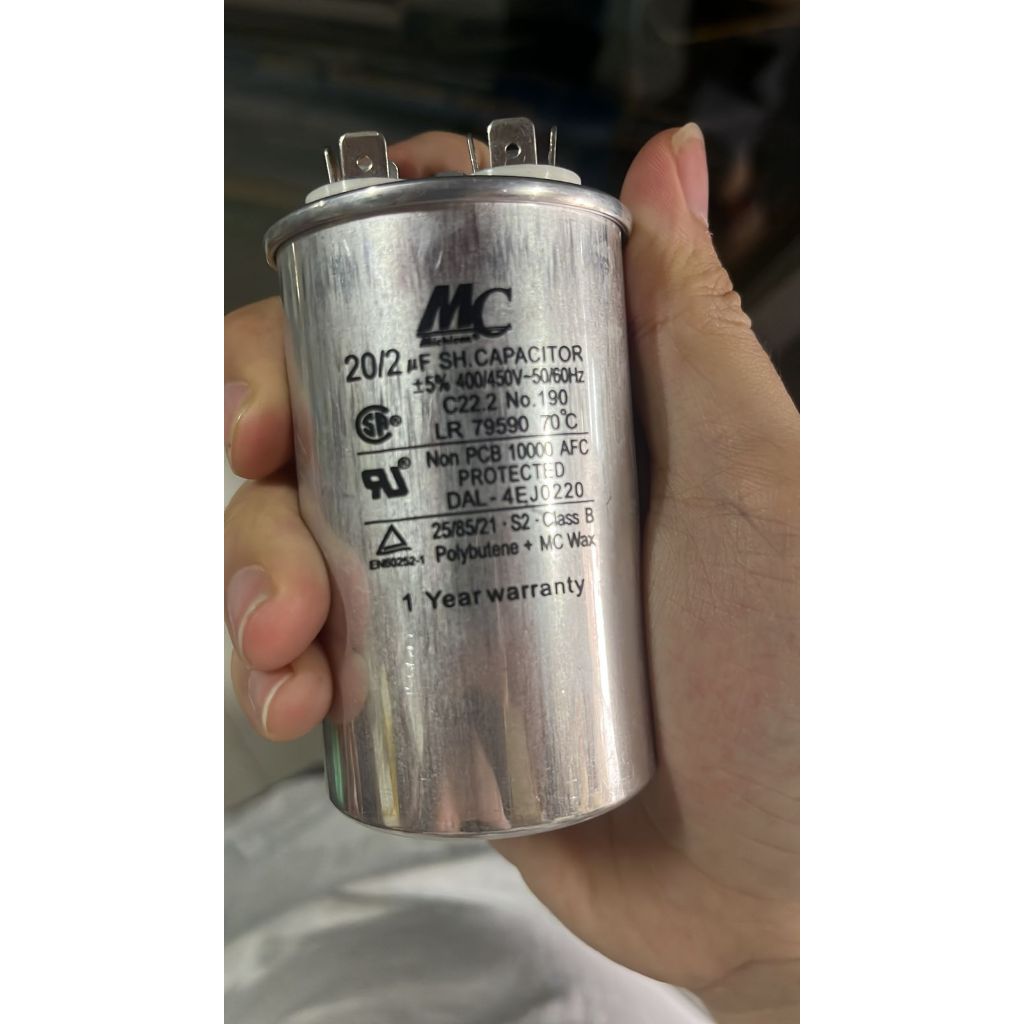 MC
20/2 µF SH.CAPACITOR
±5% 400/450V~50/60Hz
C22.2 No.190
SA®
LR 79590 70°C
Non PCB 10000 AFC
PROTECTED
RU®
DAL-4EJ0220
25/85/21·S2·Class B
Polybutene + MC Wax
EN60252-1
1 Year warranty